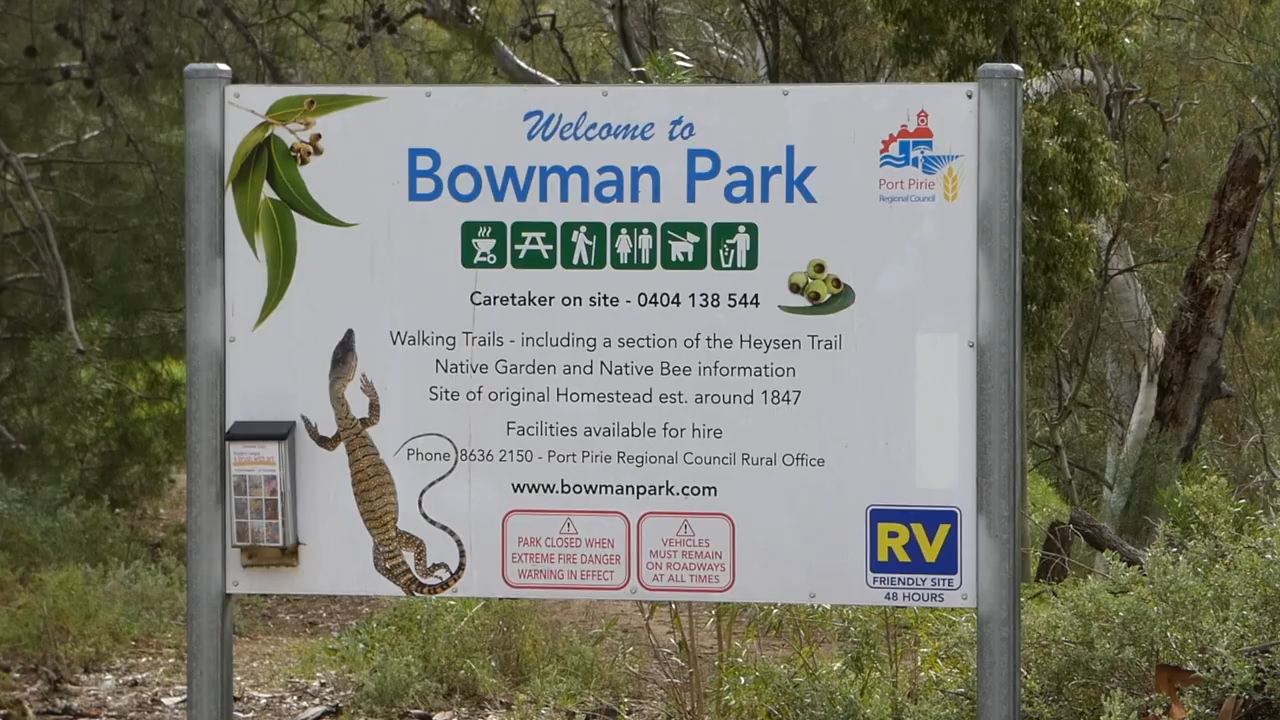 Welcome to
Bowman Park
Port Pirie
Regional Council
Caretaker on site - 0404 138 544
Walking Trails - including a section of the Heysen Trail
Native Garden and Native Bee information
Site of original Homestead est. around 1847
Facilities available for hire
Phone 8636 2150 - Port Pirie Regional Council Rural Office
www.bowmanpark.com
PARK CLOSED WHEN
EXTREME FIRE DANGER
WARNING IN EFFECT
VEHICLES
MUST REMAIN
ON ROADWAYS
AT ALL TIMES
RV
FRIENDLY SITE
48 HOURS